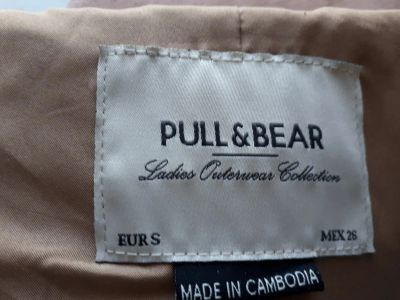 PULL&BEAR
Ladies Outerwear Collection
EUR S MEX 26
MADE IN CAMBODIA